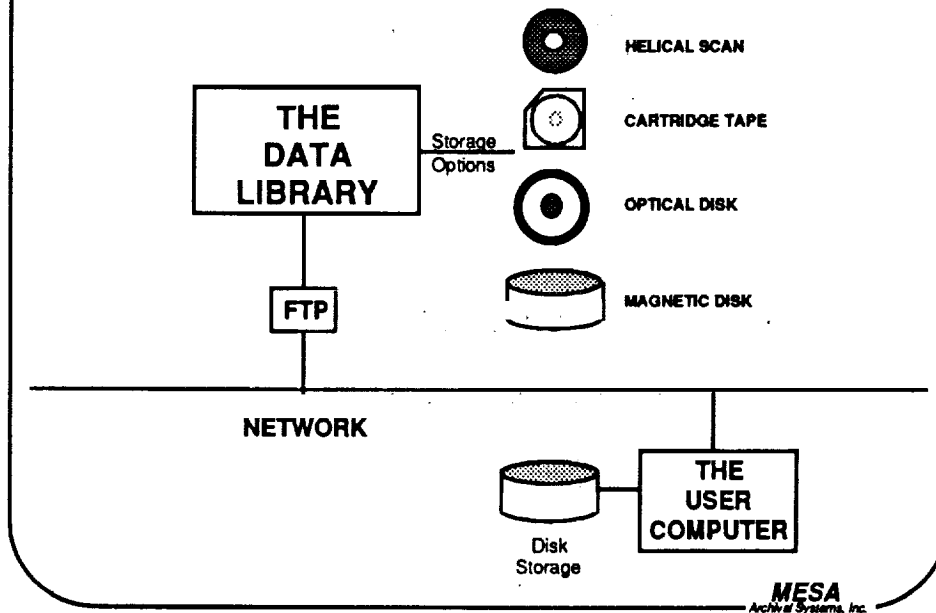 HELICAL SCAN
THE
DATA
LIBRARY
Storage
Options
CARTRIDGE TAPE
OPTICAL DISK
FTP
MAGNETIC DISK
NETWORK
THE
USER
COMPUTER
Disk
Storage
MESA
Archival Systems, Inc.